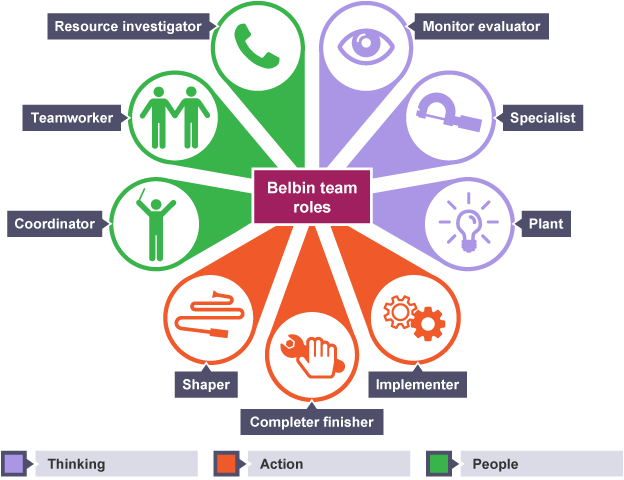 Resource investigator
Monitor evaluator
Teamworker
Specialist
Belbin team
roles
Coordinator
Plant
Shaper
Implementer
Completer finisher
Thinking
Action
People